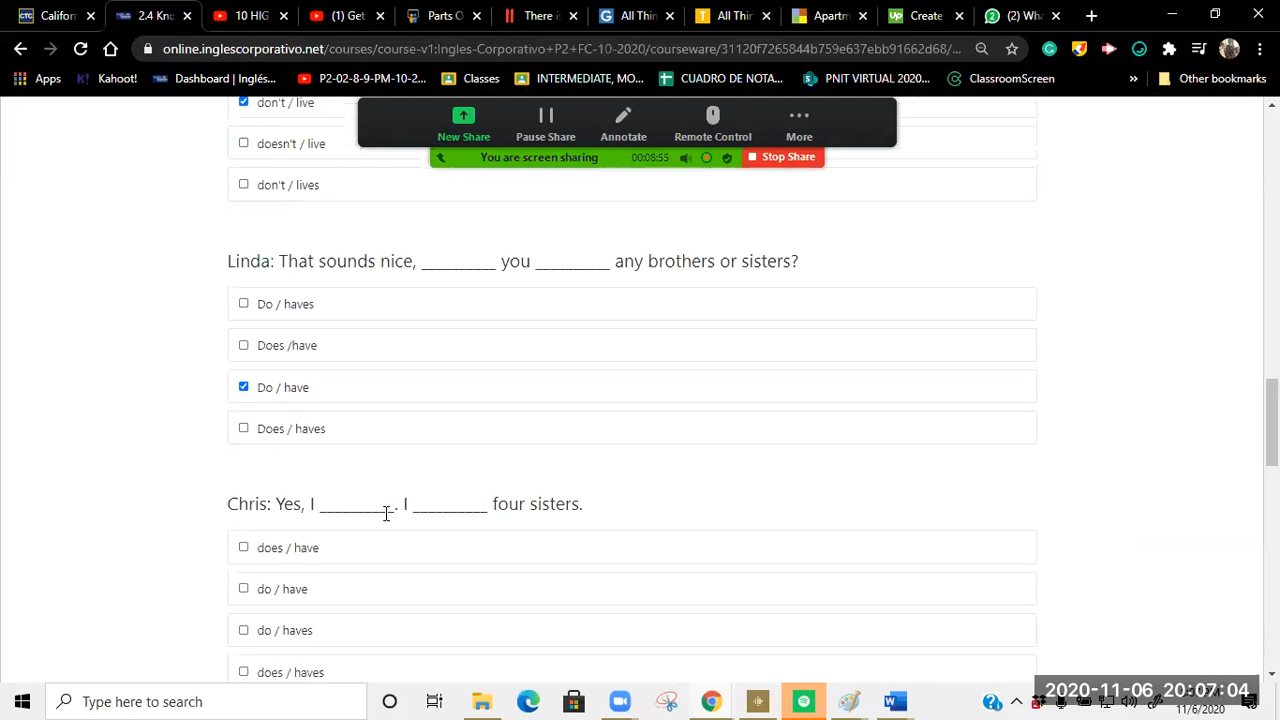 Californ
2.4 Kno
10 HIG
(1) Get
Parts O
There is
All Thin
All Thin
Apartm
Create
(2) Wha
online.inglescorporativo.net/courses/course-v1:Ingles-Corporativo+P2+FC-10-2020/courseware/31120f7265844b759e637ebb91662d68/...
Apps
Kahoot!
Dashboard | Inglés...
P2-02-8-9-PM-10-2...
Classes
INTERMEDIATE, MO...
CUADRO DE NOTA...
PNIT VIRTUAL 2020...
ClassroomScreen
»
Other bookmarks
New Share
Pause Share
Annotate
Remote Control
More
You are screen sharing
00:08:55
Stop Share
don't / live
doesn't / live
don't / lives
Linda: That sounds nice, __________ you __________ any brothers or sisters?
Do / haves
Does /have
Do / have
Does / haves
Chris: Yes, I __________. I __________ four sisters.
does / have
do / have
do / haves
does / haves
Type here to search
2020-11-06 20:07:04
11/6/2020